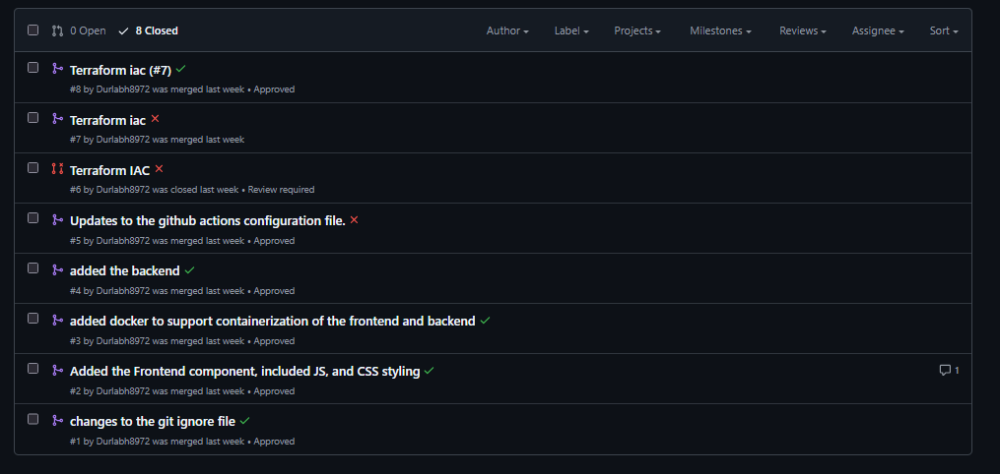 0 Open 8 Closed Author Label Projects Milestones Reviews Assignee Sort
Terraform iac (#7)
#8 by Durlabh8972 was merged last week • Approved
Terraform iac
#7 by Durlabh8972 was merged last week
Terraform IAC
#6 by Durlabh8972 was closed last week • Review required
Updates to the github actions configuration file.
#5 by Durlabh8972 was merged last week • Approved
added the backend
#4 by Durlabh8972 was merged last week • Approved
added docker to support containerization of the frontend and backend
#3 by Durlabh8972 was merged last week • Approved
Added the Frontend component, included JS, and CSS styling 1
#2 by Durlabh8972 was merged last week • Approved
changes to the git ignore file
#1 by Durlabh8972 was merged last week • Approved